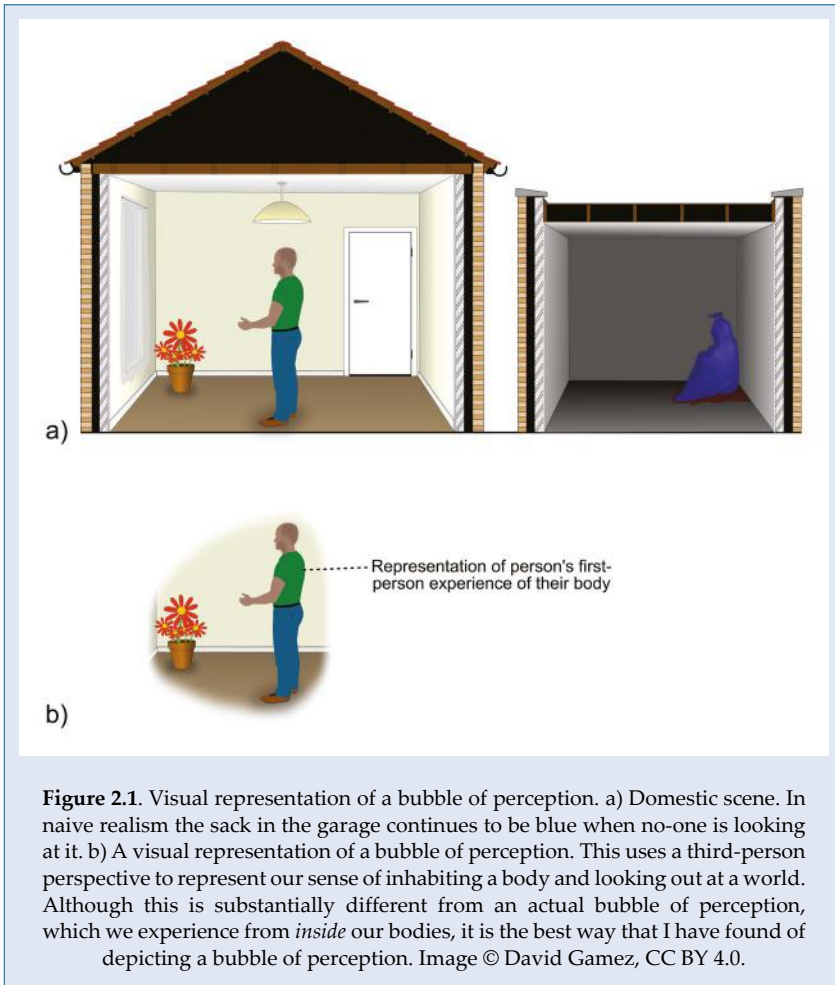 a)
Representation of person's first-
person experience of their body
b)
Figure 2.1. Visual representation of a bubble of perception. a) Domestic scene. In
naive realism the sack in the garage continues to be blue when no-one is looking
at it. b) A visual representation of a bubble of perception. This uses a third-person
perspective to represent our sense of inhabiting a body and looking out at a world.
Although this is substantially different from an actual bubble of perception,
which we experience from inside our bodies, it is the best way that I have found of
depicting a bubble of perception. Image © David Gamez, CC BY 4.0.